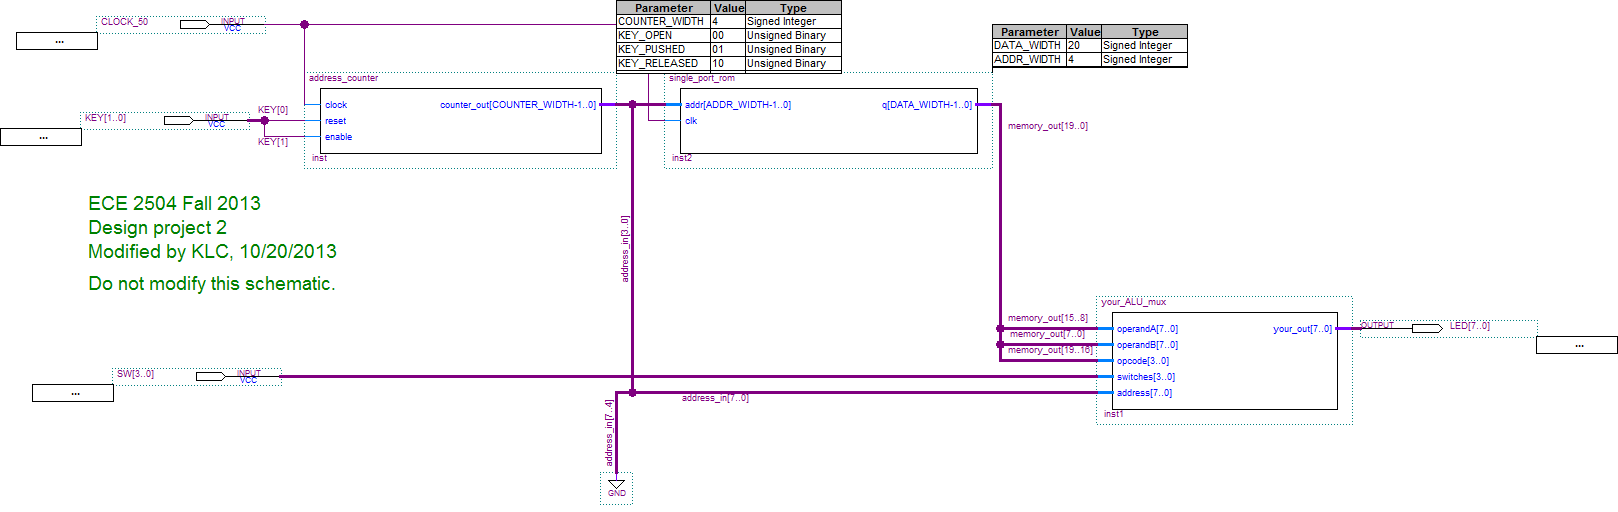 CLOCK_50
INPUT
VCC
...
Parameter Value Type
COUNTER_WIDTH 4 Signed Integer
KEY_OPEN 00 Unsigned Binary
KEY_PUSHED 01 Unsigned Binary
KEY_RELEASED 10 Unsigned Binary
Parameter Value Type
DATA_WIDTH 20 Signed Integer
ADDR_WIDTH 4 Signed Integer
address_counter
clock
reset
enable
counter_out[COUNTER_WIDTH-1..0]
inst
single_port_rom
addr[ADDR_WIDTH-1..0]
clk
q[DATA_WIDTH-1..0]
inst2
KEY[1..0]
INPUT
VCC
...
KEY[0]
KEY[1]
memory_out[19..0]
ECE 2504 Fall 2013
Design project 2
Modified by KLC, 10/20/2013
Do not modify this schematic.
address_in[3..0]
your_ALU_mux
memory_out[15..8]
memory_out[7..0]
memory_out[19..16]
operandA[7..0]
operandB[7..0]
opcode[3..0]
switches[3..0]
address[7..0]
your_out[7..0]
inst1
OUTPUT
LED[7..0]
...
SW[3..0]
INPUT
VCC
...
address_in[7..0]
address_in[7..4]
GND